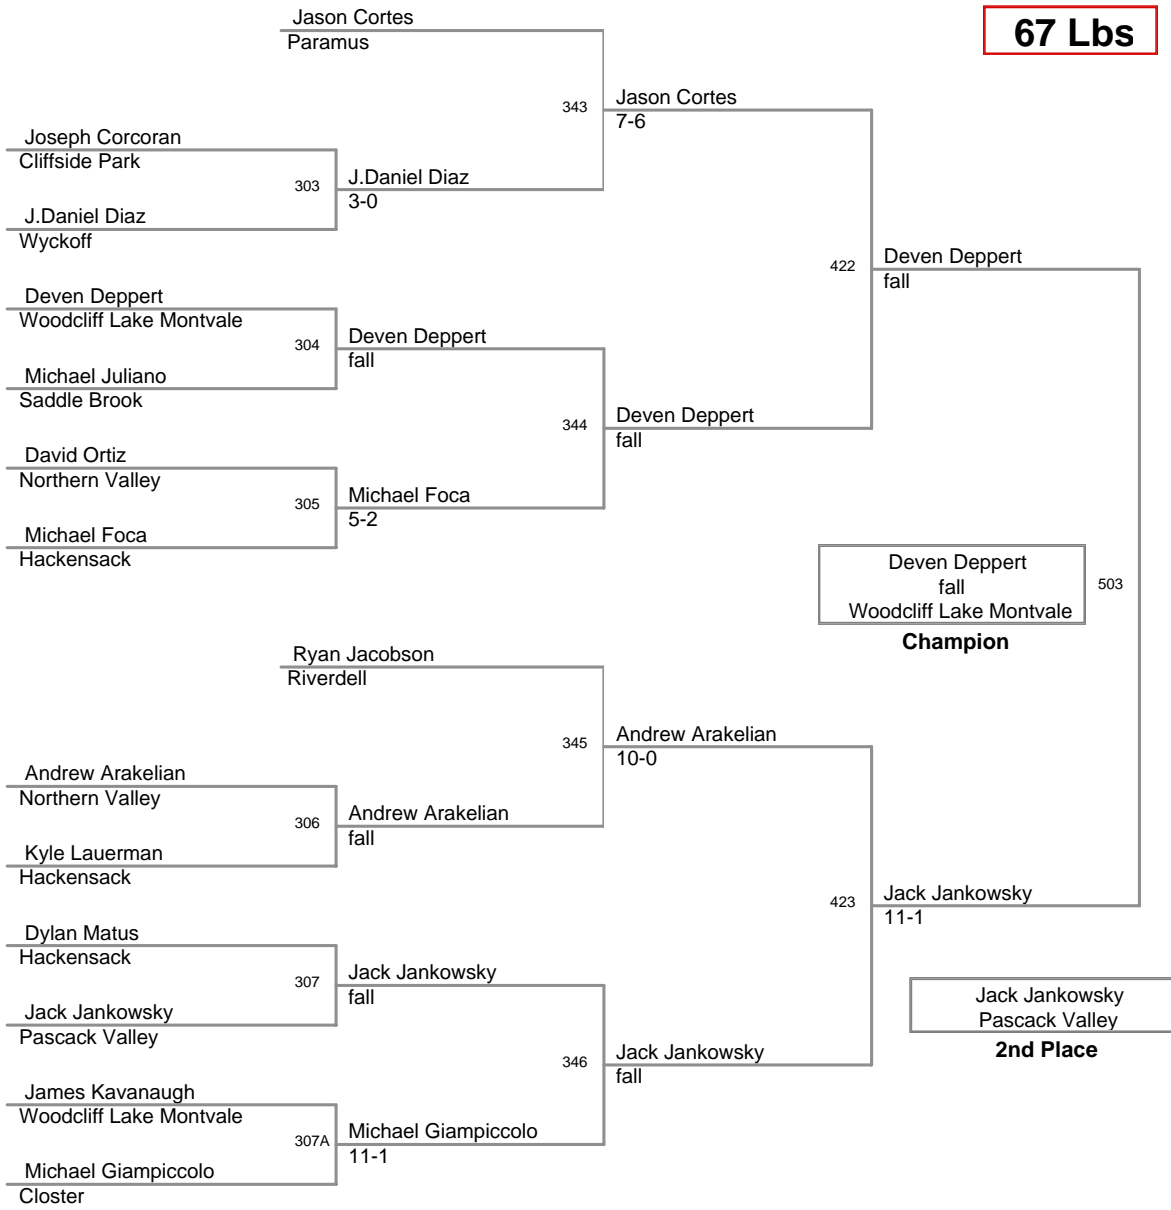 Jason Cortes
Paramus
67 Lbs
343
Jason Cortes
7-6
Joseph Corcoran
Cliffside Park
303
J.Daniel Diaz
3-0
J.Daniel Diaz
Wyckoff
422
Deven Deppert
fall
Deven Deppert
Woodcliff Lake Montvale
304
Deven Deppert
fall
Michael Juliano
Saddle Brook
344
Deven Deppert
fall
David Ortiz
Northern Valley
305
Michael Foca
5-2
Michael Foca
Hackensack
Deven Deppert
fall
Woodcliff Lake Montvale
503
Champion
Ryan Jacobson
Riverdell
345
Andrew Arakelian
10-0
Andrew Arakelian
Northern Valley
306
Andrew Arakelian
fall
Kyle Lauerman
Hackensack
423
Jack Jankowsky
11-1
Dylan Matus
Hackensack
307
Jack Jankowsky
fall
Jack Jankowsky
Pascack Valley
Jack Jankowsky
Pascack Valley
2nd Place
346
Jack Jankowsky
fall
James Kavanaugh
Woodcliff Lake Montvale
307A
Michael Giampiccolo
11-1
Michael Giampiccolo
Closter